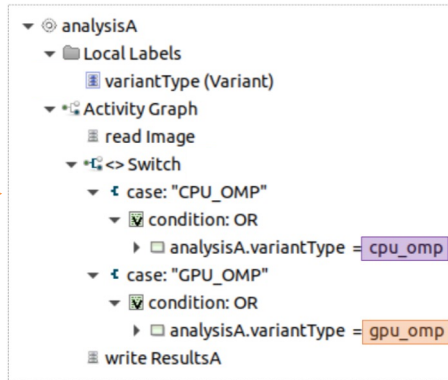 analysisA
Local Labels
variantType (Variant)
Activity Graph
read Image
<> Switch
case: "CPU_OMP"
condition: OR
analysisA.variantType = cpu_omp
case: "GPU_OMP"
condition: OR
analysisA.variantType = gpu_omp
write ResultsA